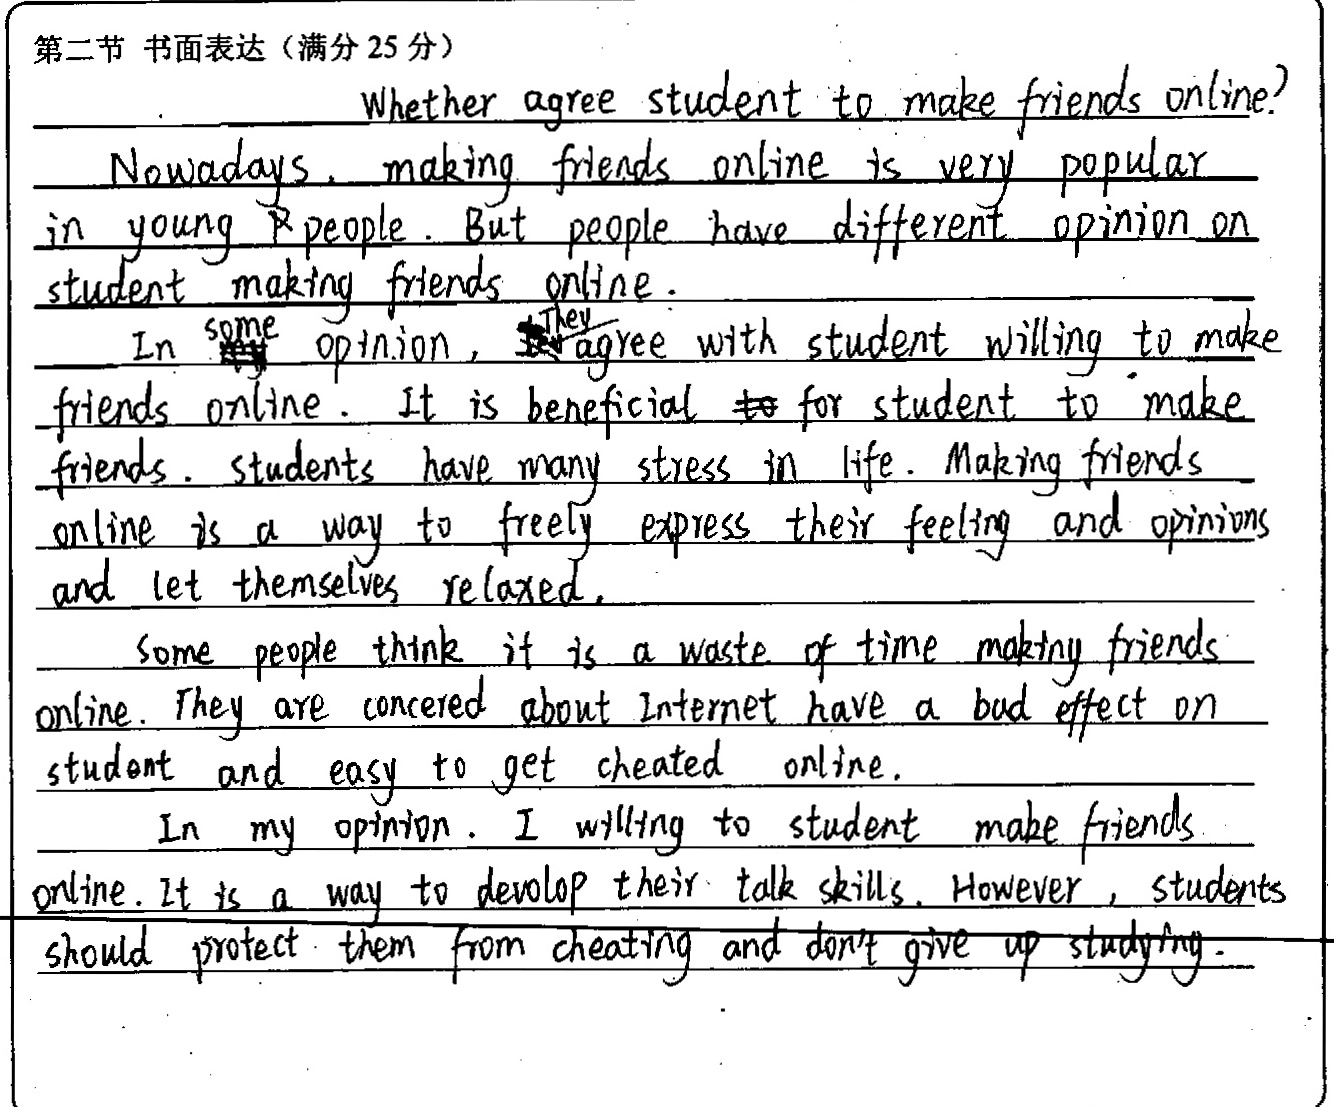 第二节 书面表达（满分 25 分）
Whether agree student to make friends online?
Nowadays. making friends online is very popular
in young people. But people have different opinion on
student making friends online.
In some opinion, They agree with student willing to make
friends online. It is beneficial for student to make
friends. Students have many stress in life. Making friends
online is a way to freely express their feeling and opinions
and let themselves relaxed.
Some people think it is a waste of time making friends
online. They are concered about Internet have a bad effect on
student and easy to get cheated online.
In my opinion. I willing to student make friends
online. It is a way to devolop their talk skills. However, students
should protect them from cheating and don't give up studying.